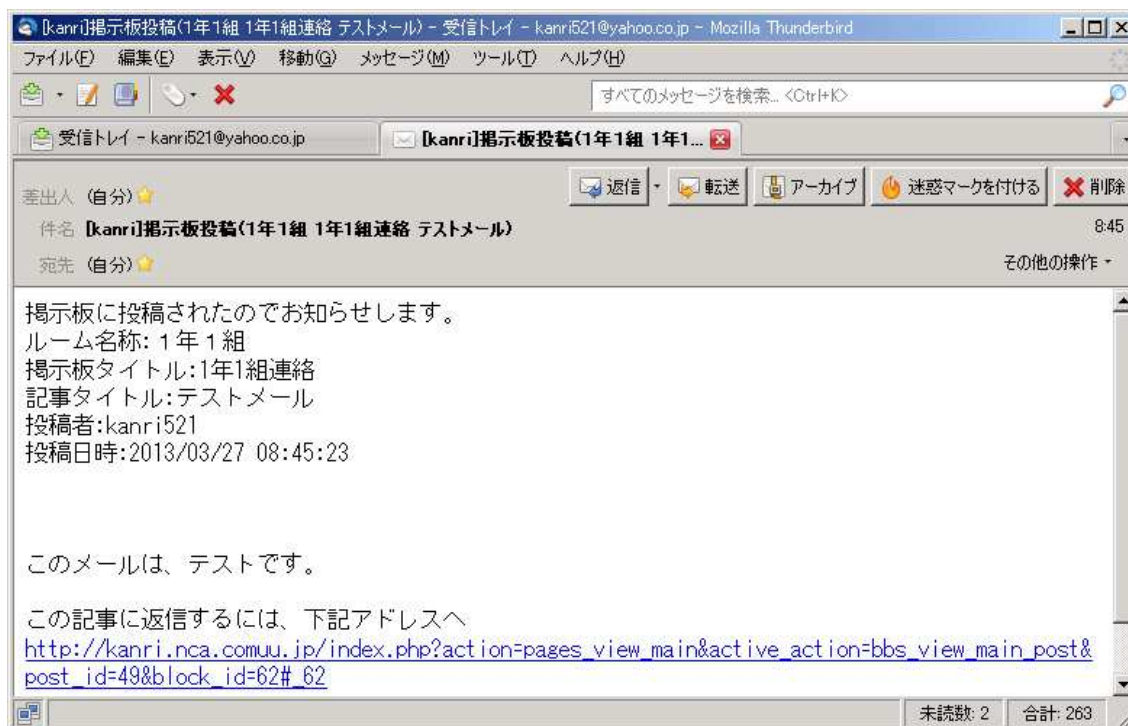 [kanri]掲示板投稿(1年1組 1年1組連絡 テストメール) - 受信トレイ - kanri521@yahoo.co.jp - Mozilla Thunderbird
ファイル(F) 編集(E) 表示(V) 移動(G) メッセージ(M) ツール(T) ヘルプ(H)
すべてのメッセージを検索... <Ctrl+K>
受信トレイ - kanri521@yahoo.co.jp [kanri]掲示板投稿(1年1組 1年1...
差出人 (自分) 返信 転送 アーカイブ 迷惑マークを付ける 削除
件名 [kanri]掲示板投稿(1年1組 1年1組連絡 テストメール) 8:45
宛先 (自分) その他の操作
掲示板に投稿されたのでお知らせします。
ルーム名称:１年１組
掲示板タイトル:1年1組連絡
記事タイトル:テストメール
投稿者:kanri521
投稿日時:2013/03/27 08:45:23
このメールは、テストです。
この記事に返信するには、下記アドレスへ
http://kanri.nca.comuu.jp/index.php?action=pages_view_main&active_action=bbs_view_main_post&
post_id=49&block_id=62#_62
未読数: 2 合計: 263